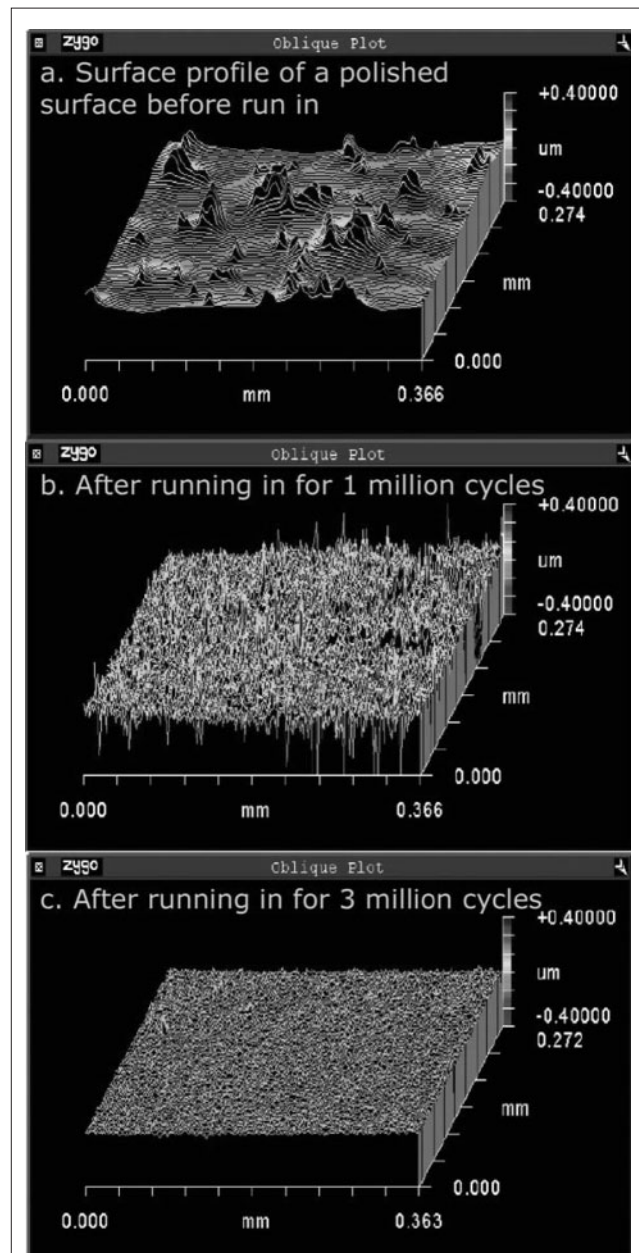 zygo
Oblique Plot
a. Surface profile of a polished
surface before run in
+0.40000
um
-0.40000
0.274
mm
0.000
0.000
mm
0.366
zygo
Oblique Plot
b. After running in for 1 million cycles
+0.40000
um
-0.40000
0.274
mm
0.000
0.000
mm
0.366
zygo
Oblique Plot
c. After running in for 3 million cycles
+0.40000
um
-0.40000
0.272
mm
0.000
0.000
mm
0.363